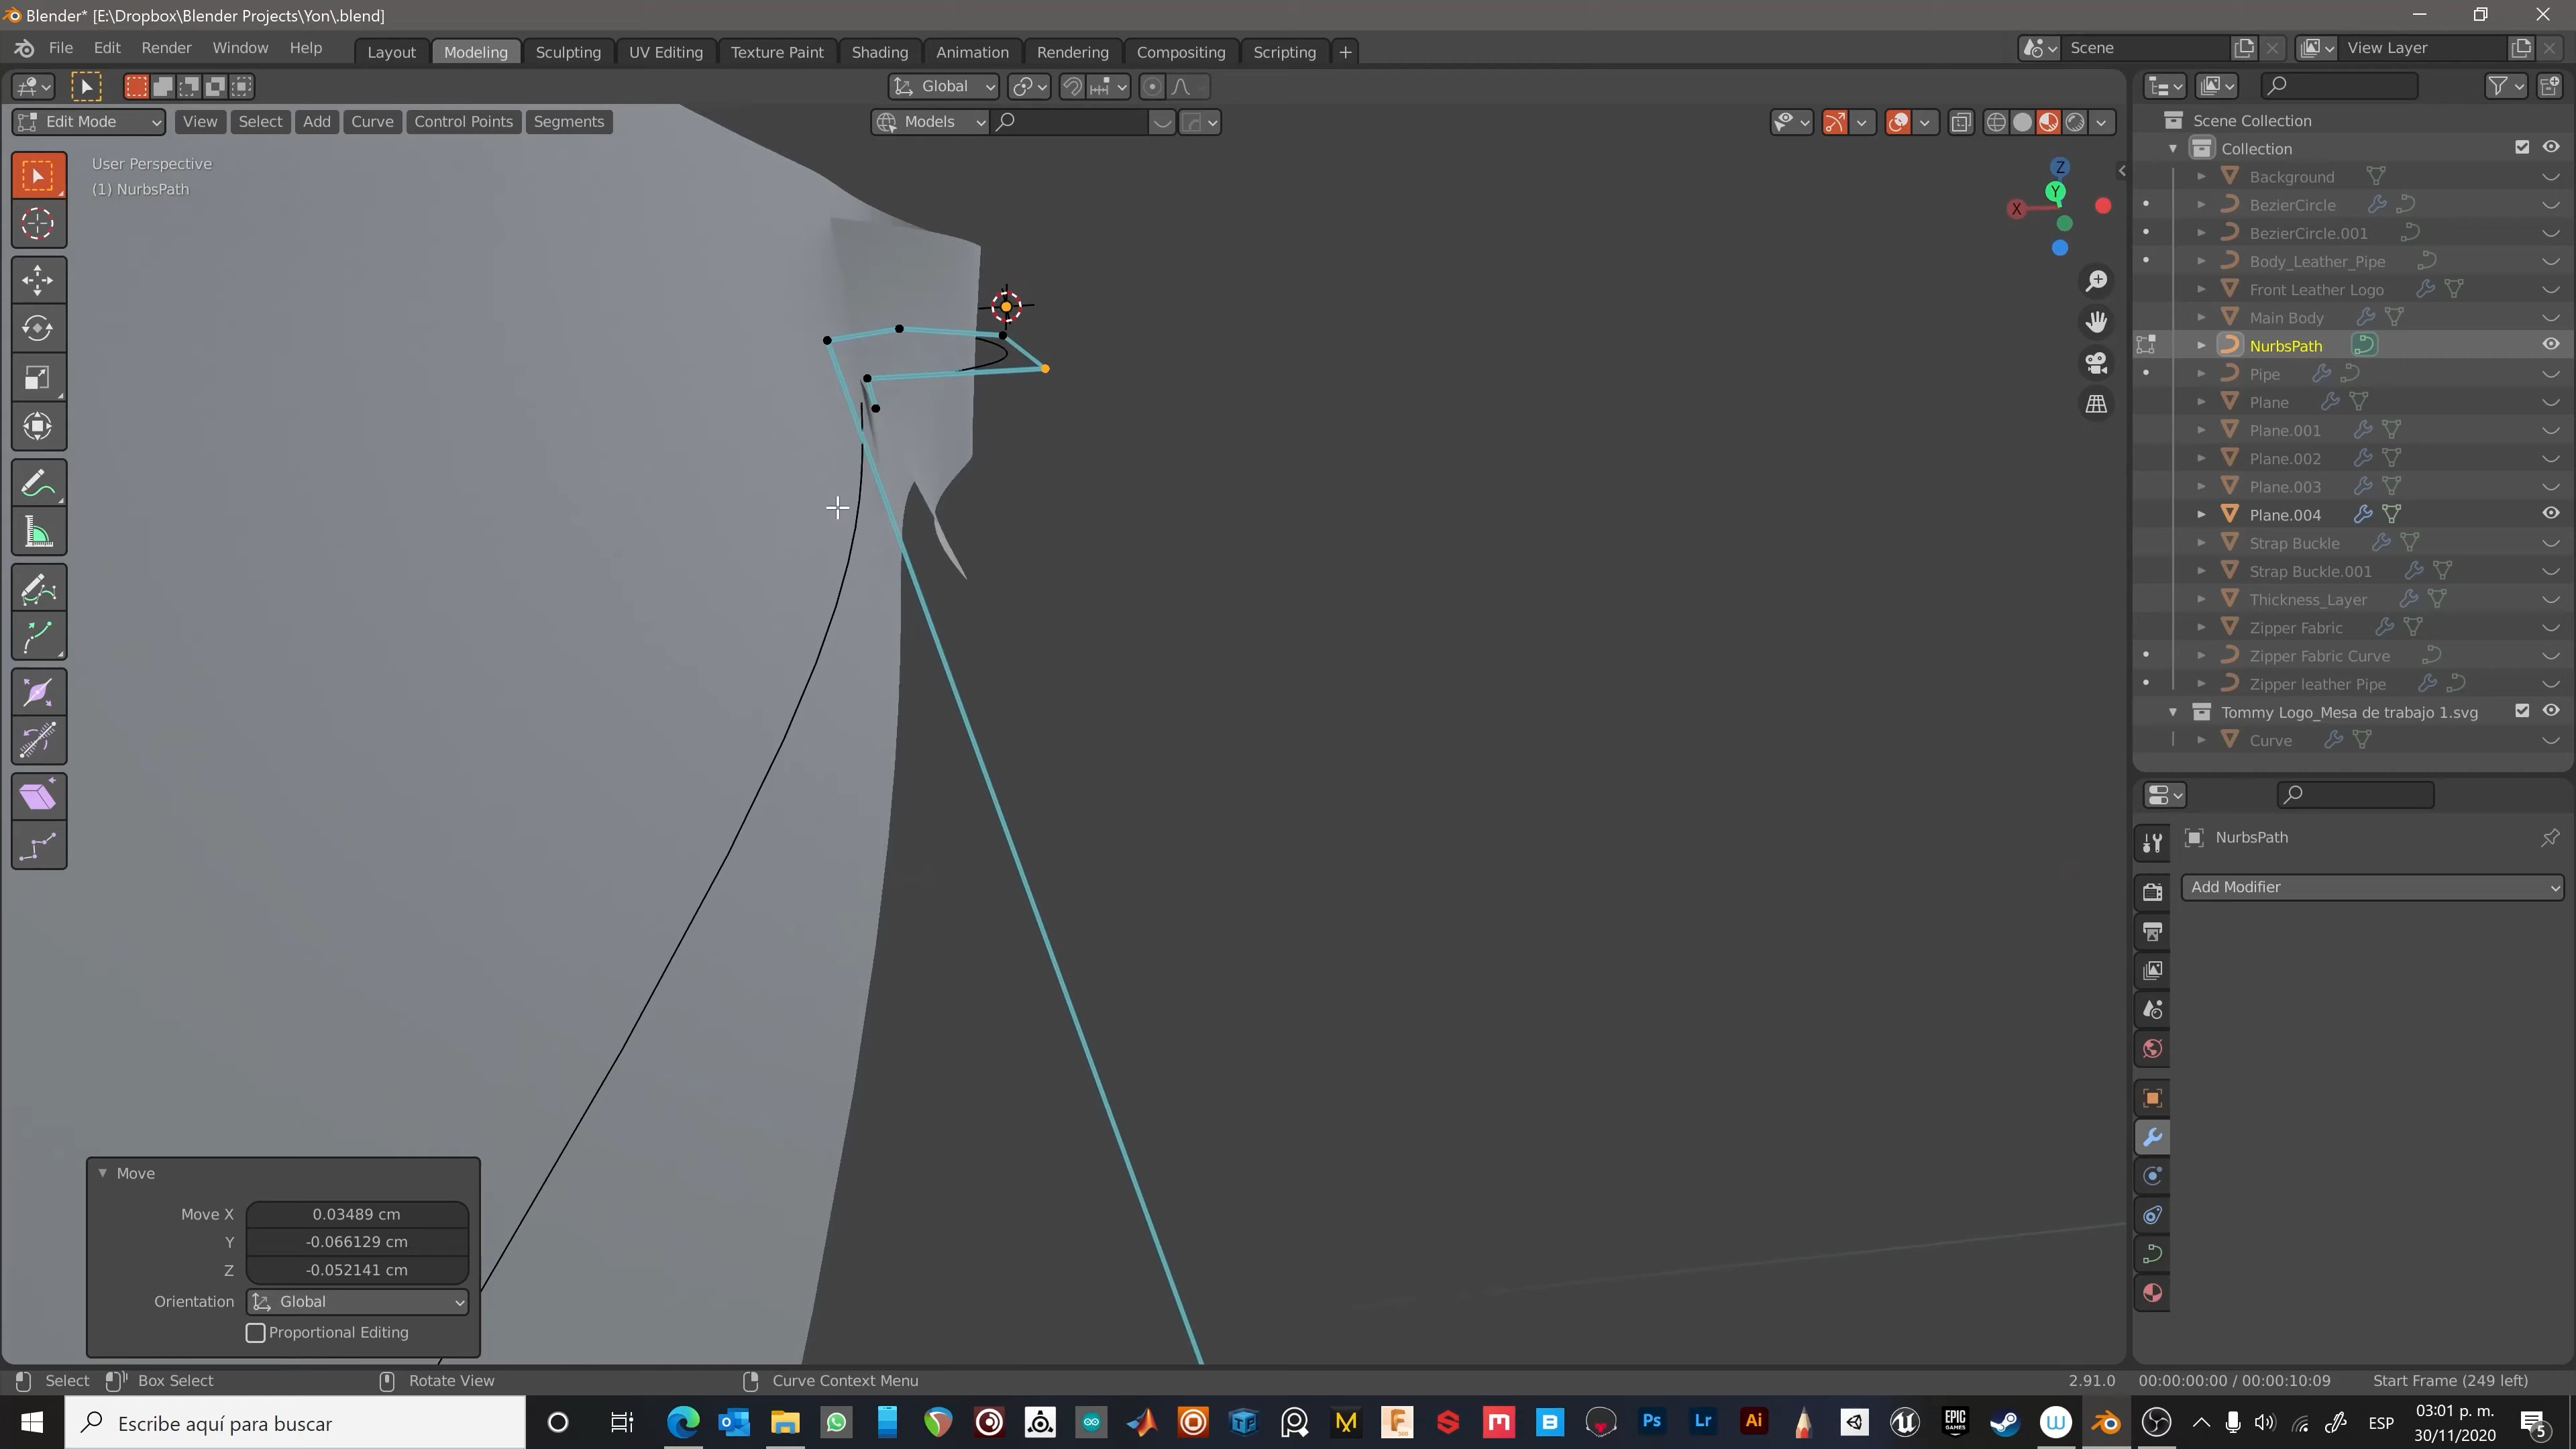 Blender* [E:\Dropbox\Blender Projects\Yon\.blend]
File Edit Render Window Help
Layout Modeling Sculpting UV Editing Texture Paint Shading Animation Rendering Compositing Scripting +
Scene
View Layer
Global
Edit Mode View Select Add Curve Control Points Segments
Models
User Perspective
(1) NurbsPath
Z
Y
X
Scene Collection
Collection
Background
BezierCircle
BezierCircle.001
Body_Leather_Pipe
Front Leather Logo
Main Body
NurbsPath
Pipe
Plane
Plane.001
Plane.002
Plane.003
Plane.004
Strap Buckle
Strap Buckle.001
Thickness_Layer
Zipper Fabric
Zipper Fabric Curve
Zipper leather Pipe
Tommy Logo_Mesa de trabajo 1.svg
Curve
NurbsPath
Add Modifier
Move
Move X 0.03489 cm
Y -0.066129 cm
Z -0.052141 cm
Orientation Global
Proportional Editing
Select Box Select Rotate View Curve Context Menu
2.91.0 00:00:00:00 / 00:00:10:09 Start Frame (249 left)
Escribe aquí para buscar
Ps Lr Ai
EPIC GAMES
ESP
03:01 p. m.
30/11/2020
5